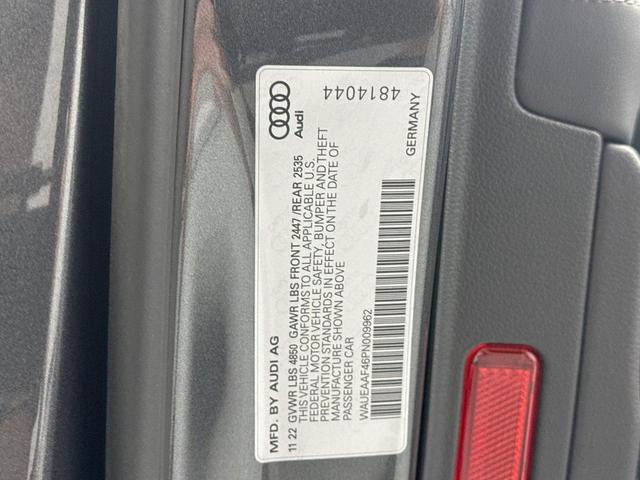 MFD. BY AUDI AG
Audi
11 22 GVWR LBS 4860 GAWR LBS FRONT 2447 /REAR 2535
THIS VEHICLE CONFORMS TO ALL APPLICABLE U.S.
FEDERAL MOTOR VEHICLE SAFETY, BUMPER AND THEFT
PREVENTION STANDARDS IN EFFECT ON THE DATE OF
MANUFACTURE SHOWN ABOVE
PASSENGER CAR
WAUEAAF46PN009962
4814044
GERMANY